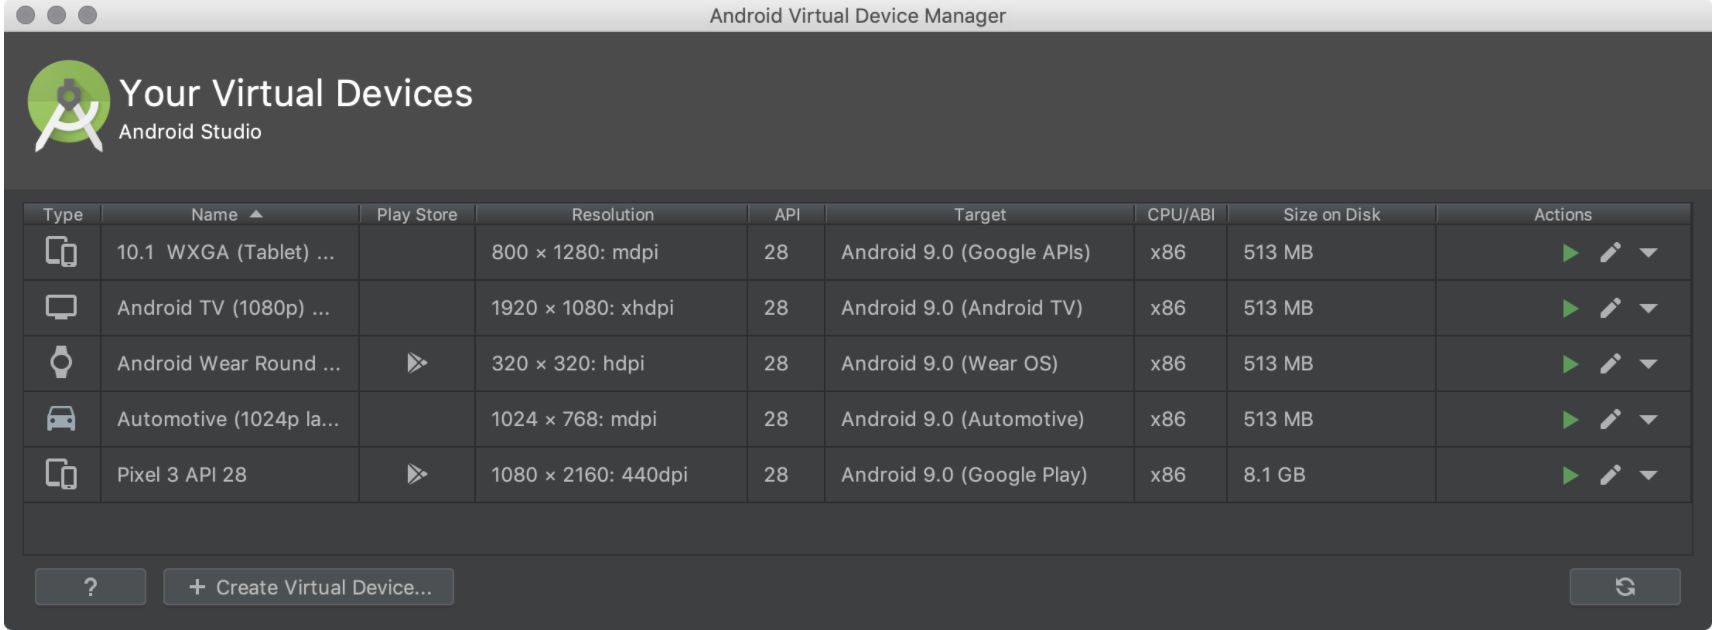 Android Virtual Device Manager
Your Virtual Devices
Android Studio
Type Name Play Store Resolution API Target CPU/ABI Size on Disk Actions
10.1 WXGA (Tablet) ... 800 × 1280: mdpi 28 Android 9.0 (Google APIs) x86 513 MB
Android TV (1080p) ... 1920 × 1080: xhdpi 28 Android 9.0 (Android TV) x86 513 MB
Android Wear Round ... 320 × 320: hdpi 28 Android 9.0 (Wear OS) x86 513 MB
Automotive (1024p la... 1024 × 768: mdpi 28 Android 9.0 (Automotive) x86 513 MB
Pixel 3 API 28 1080 × 2160: 440dpi 28 Android 9.0 (Google Play) x86 8.1 GB
? + Create Virtual Device...